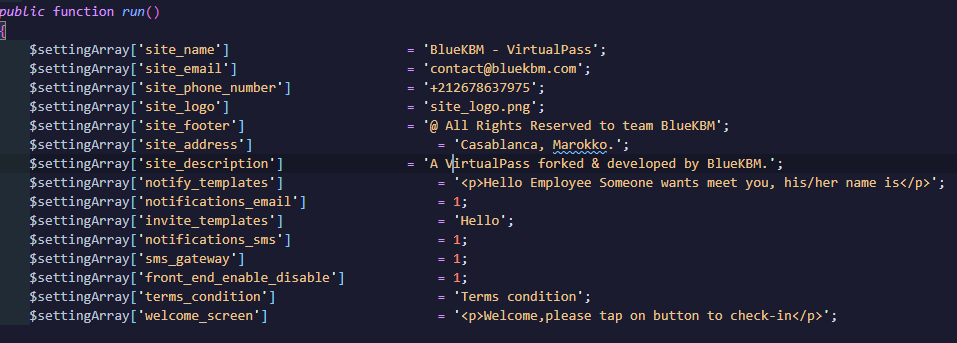 public function run()
{
$settingArray['site_name'] = 'BlueKBM - VirtualPass';
$settingArray['site_email'] = 'contact@bluekbm.com';
$settingArray['site_phone_number'] = '+212678637975';
$settingArray['site_logo'] = 'site_logo.png';
$settingArray['site_footer'] = '@ All Rights Reserved to team BlueKBM';
$settingArray['site_address'] = 'Casablanca, Marokko.';
$settingArray['site_description'] = 'A VirtualPass forked & developed by BlueKBM.';
$settingArray['notify_templates'] = '<p>Hello Employee Someone wants meet you, his/her name is</p>';
$settingArray['notifications_email'] = 1;
$settingArray['invite_templates'] = 'Hello';
$settingArray['notifications_sms'] = 1;
$settingArray['sms_gateway'] = 1;
$settingArray['front_end_enable_disable'] = 1;
$settingArray['terms_condition'] = 'Terms condition';
$settingArray['welcome_screen'] = '<p>Welcome,please tap on button to check-in</p>';